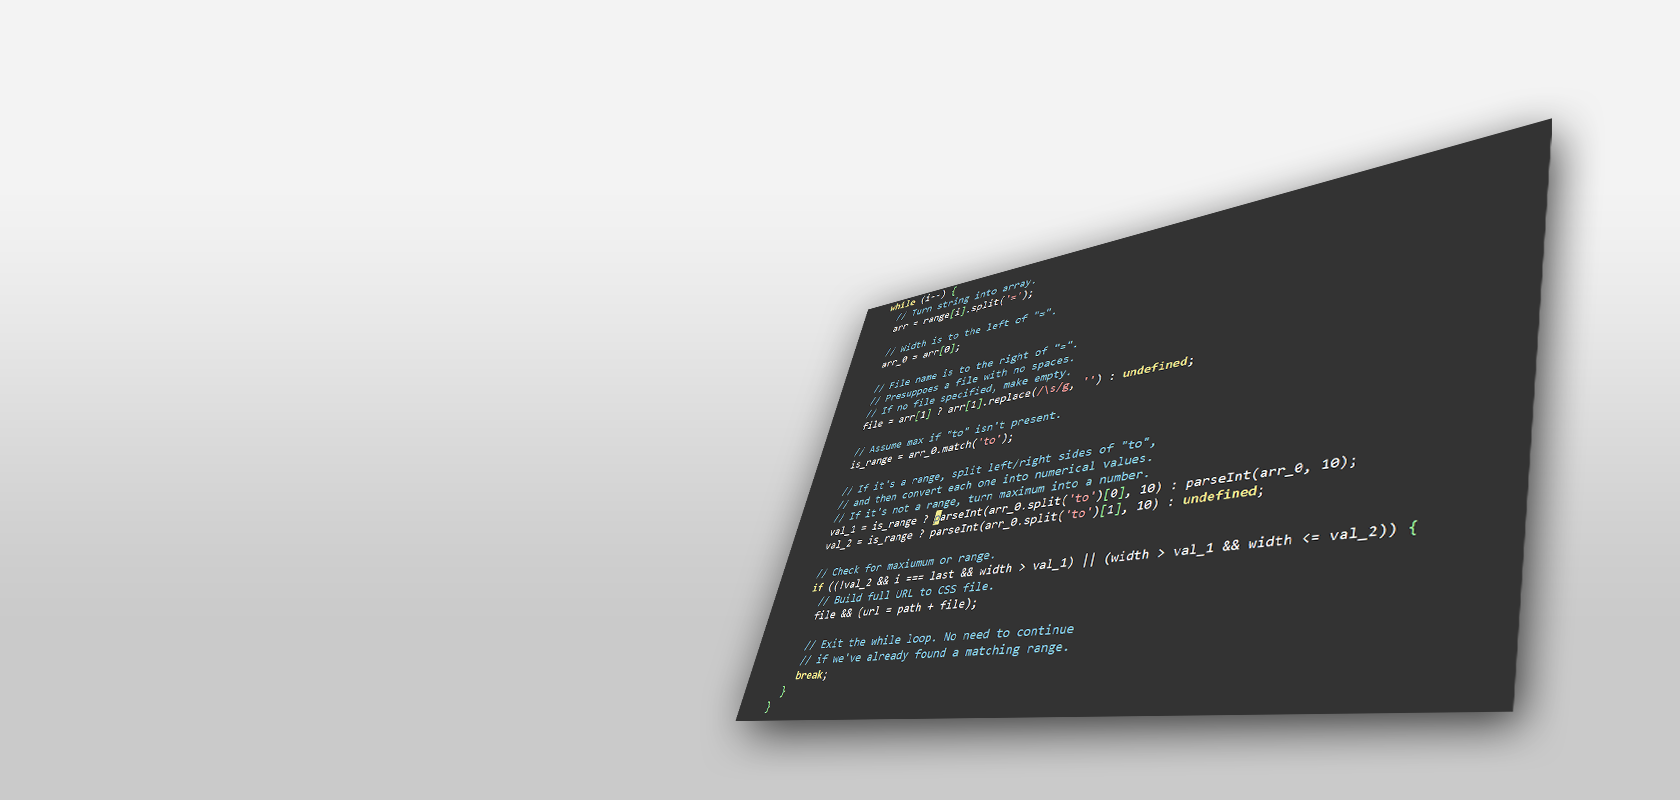 while (i--) {
// Turn string into array.
arr = range[i].split('=');
// Width is to the left of "=".
arr_0 = arr[0];
// File name is to the right of "=".
// Presuppoes a file with no spaces.
// If no file specified, make empty.
file = arr[1] ? arr[1].replace(/\s/g, '') : undefined;
// Assume max if "to" isn't present.
is_range = arr_0.match('to');
// If it's a range, split left/right sides of "to",
// and then convert each one into numerical values.
// If it's not a range, turn maximum into a number.
val_1 = is_range ? parseInt(arr_0.split('to')[0], 10) : parseInt(arr_0, 10);
val_2 = is_range ? parseInt(arr_0.split('to')[1], 10) : undefined;
// Check for maxiumum or range.
if ((!val_2 && i === last && width > val_1) || (width > val_1 && width <= val_2)) {
// Build full URL to CSS file.
file && (url = path + file);
// Exit the while loop. No need to continue
// if we've already found a matching range.
break;
}
}